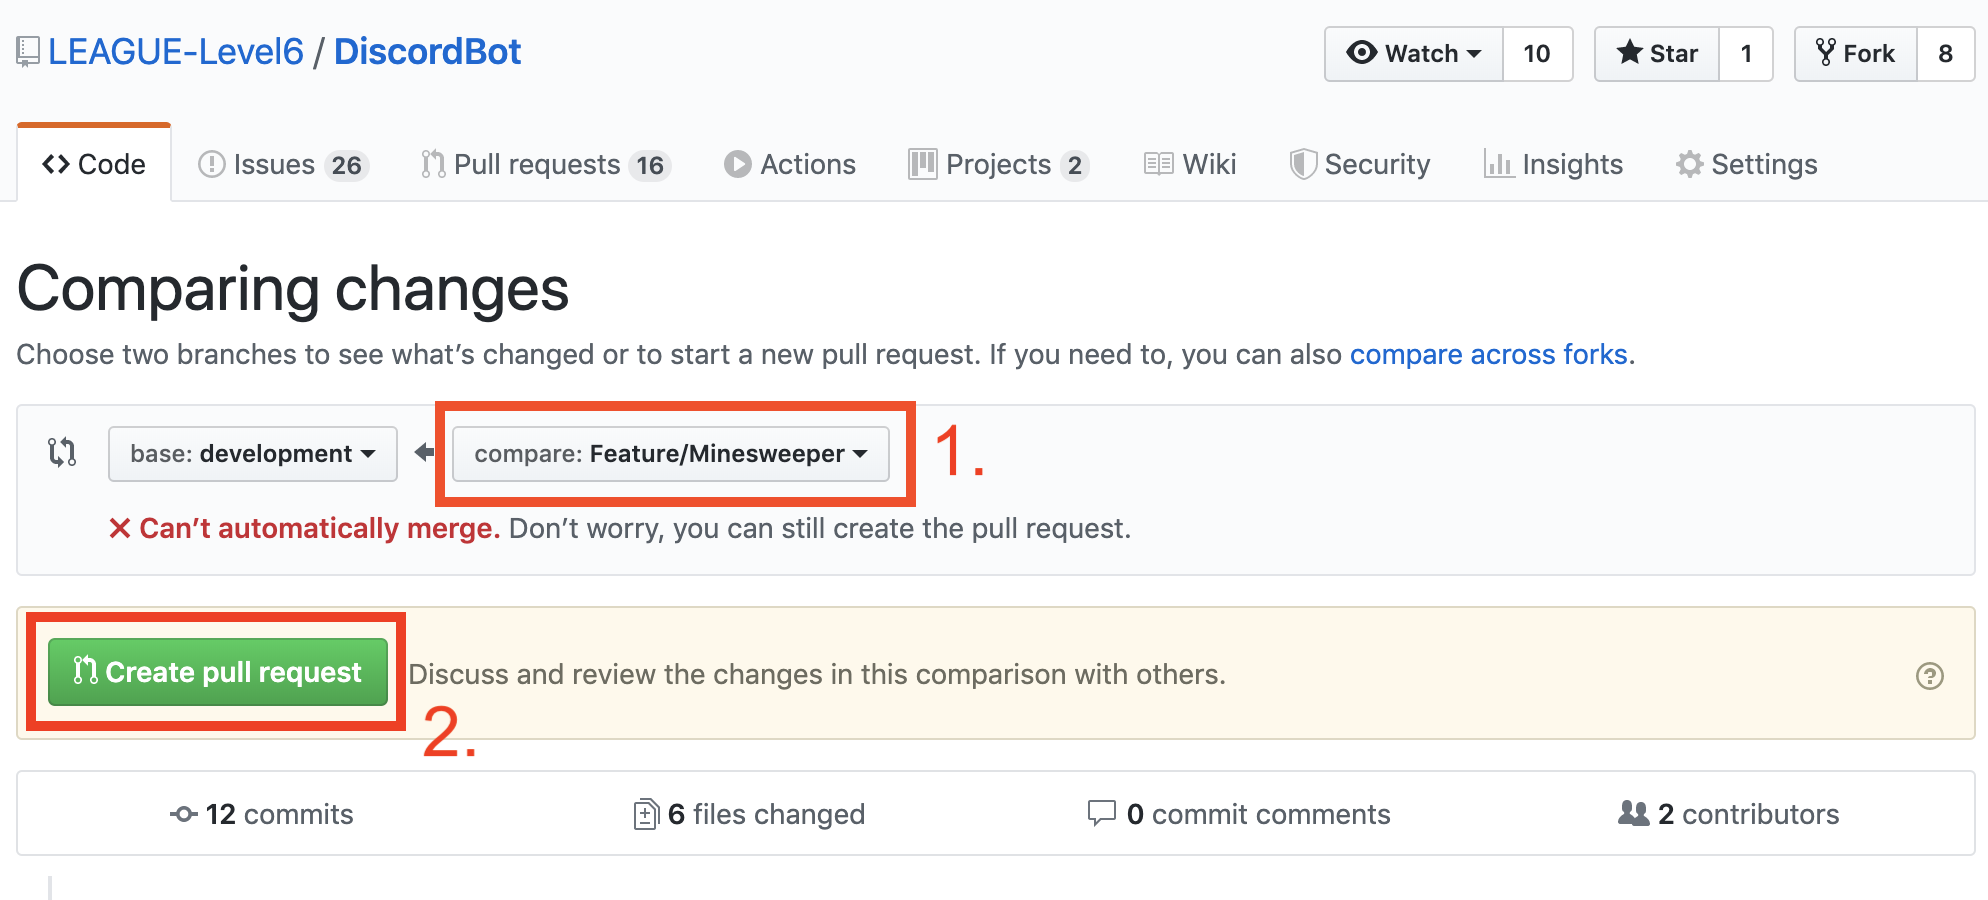 LEAGUE-Level6 / DiscordBot
Watch 10 Star 1 Fork 8
<> Code Issues 26 Pull requests 16 Actions Projects 2 Wiki Security Insights Settings
Comparing changes
Choose two branches to see what’s changed or to start a new pull request. If you need to, you can also compare across forks.
base: development compare: Feature/Minesweeper 1.
Can’t automatically merge. Don’t worry, you can still create the pull request.
Create pull request Discuss and review the changes in this comparison with others. ?
2.
12 commits 6 files changed 0 commit comments 2 contributors